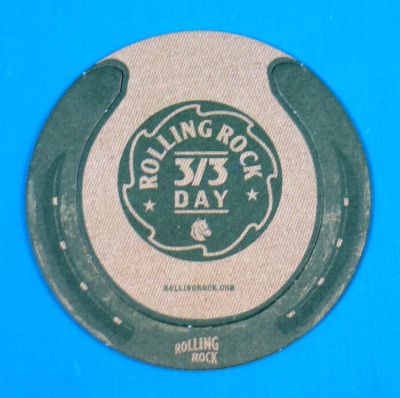 ROLLING ROCK
3/3
DAY
ROLLINGROCK.COM
ROLLING
ROCK